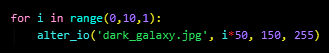 for i in range(0,10,1):
    alter_io('dark_galaxy.jpg', i*50, 150, 255)